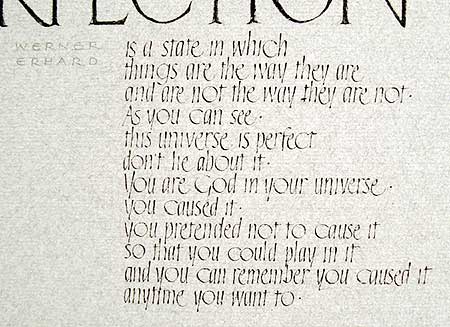 RFECTION
WERNER
ERHARD
is a state in which
things are the way they are
and are not the way they are not.
As you can see.
this universe is perfect
don't lie about it.
You are God in your universe.
You caused it.
you pretended not to cause it
so that you could play in it
and you can remember you caused it
anytime you want to.